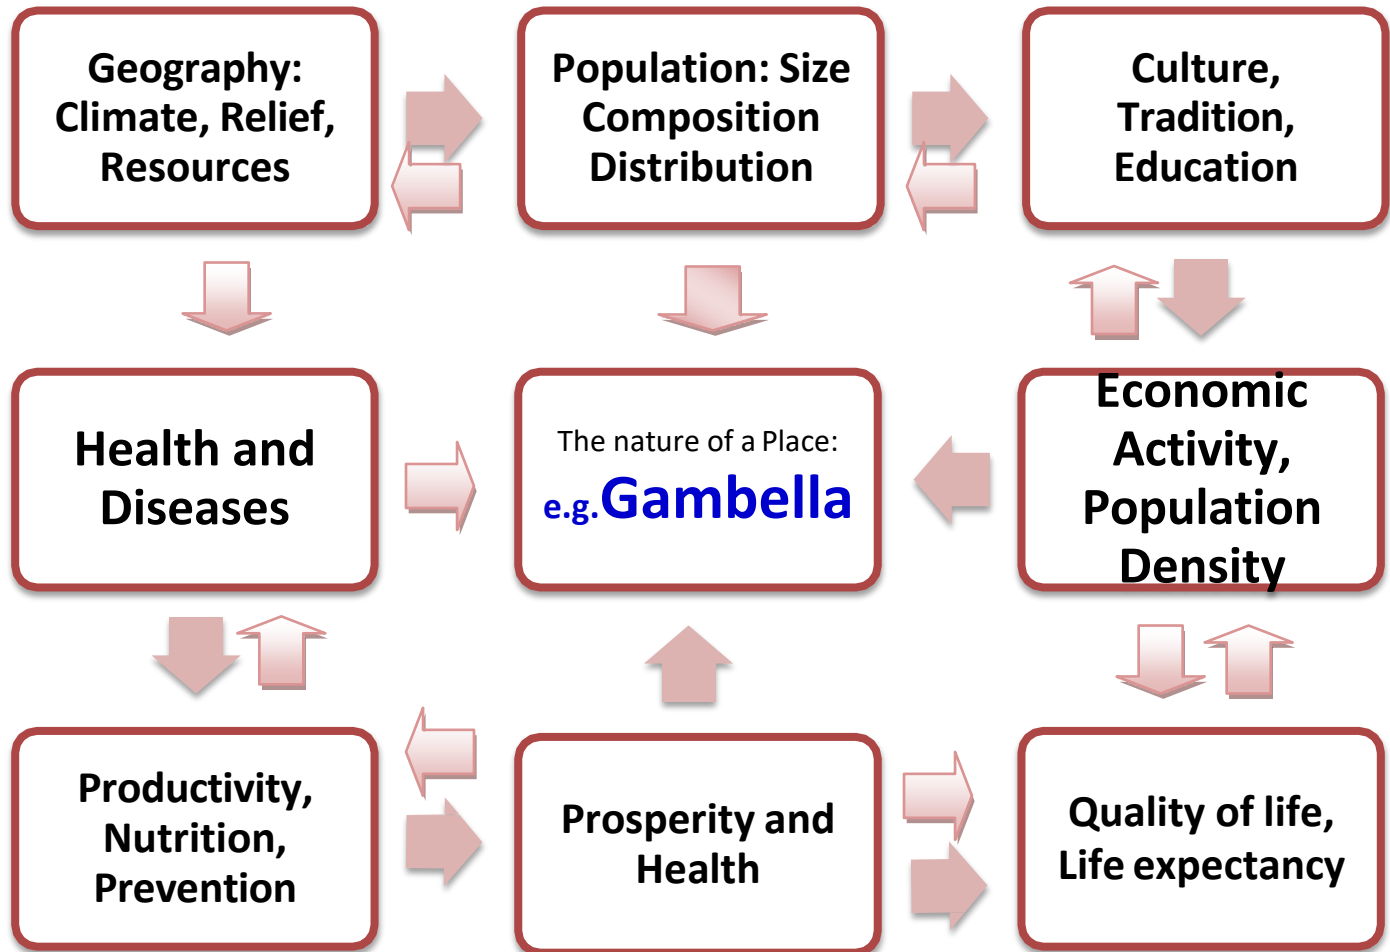 Geography:
Climate, Relief,
Resources
Population: Size
Composition
Distribution
Culture,
Tradition,
Education
Health and
Diseases
The nature of a Place:
e.g.Gambella
Economic
Activity,
Population
Density
Productivity,
Nutrition,
Prevention
Prosperity and
Health
Quality of life,
Life expectancy